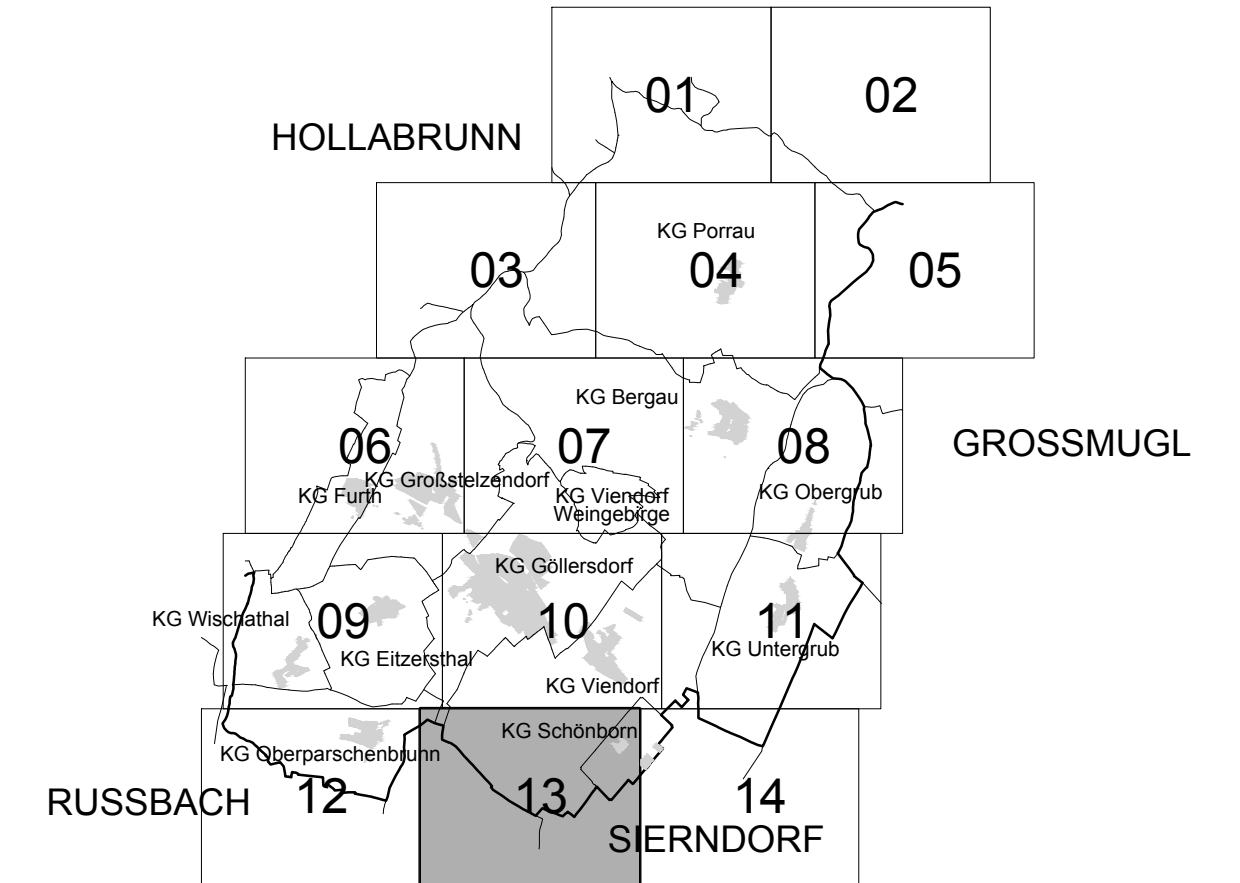 01
02
HOLLABRUNN
KG Porrau
03
04
05
KG Bergau
06
07
08
GROSSMUGL
KG Großstelzendorf
KG Furth
KG Viendorf
Weingebirge
KG Obergrub
KG Göllersdorf
KG Wischathal
09
10
11
KG Eitzersthal
KG Untergrub
KG Viendorf
KG Schönborn
KG Oberparschenbrunn
RUSSBACH
12
13
14
SIERNDORF